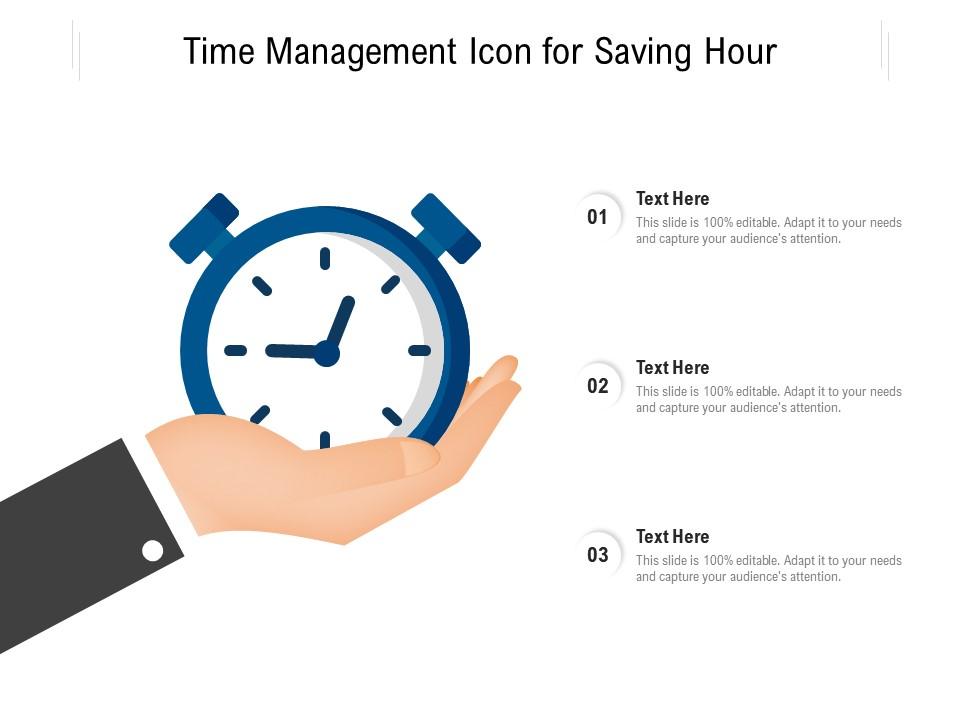 Time Management Icon for Saving Hour
01
Text Here
This slide is 100% editable. Adapt it to your needs
and capture your audience's attention.
02
Text Here
This slide is 100% editable. Adapt it to your needs
and capture your audience's attention.
03
Text Here
This slide is 100% editable. Adapt it to your needs
and capture your audience's attention.